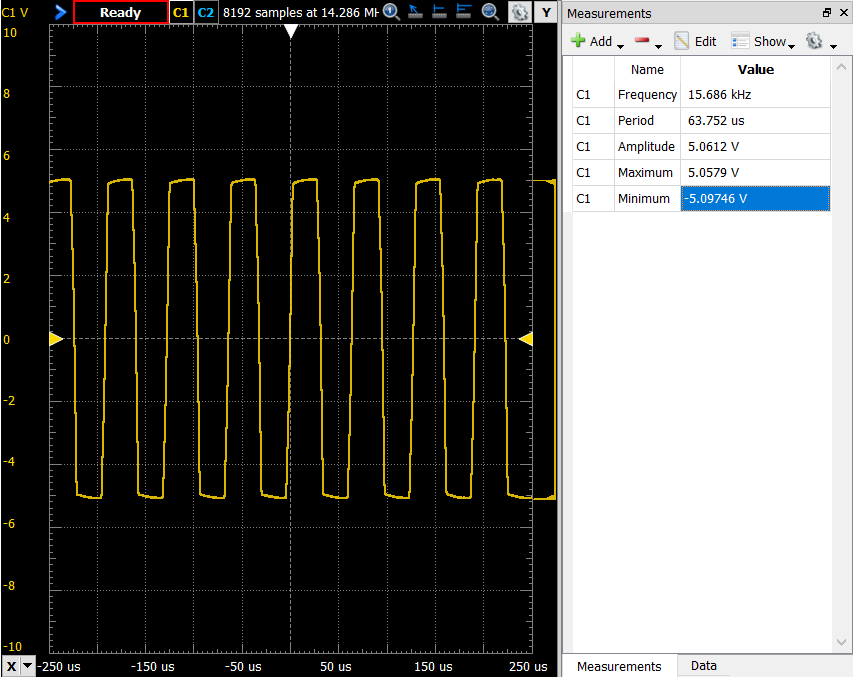 C1 V
Ready
C1 C2
8192 samples at 14.286 MH
Y
10
8
6
4
2
0
-2
-4
-6
-8
-10
X
-250 us
-150 us
-50 us
50 us
150 us
250 us
Measurements
Add
Edit
Show
Name Value
C1 Frequency 15.686 kHz
C1 Period 63.752 us
C1 Amplitude 5.0612 V
C1 Maximum 5.0579 V
C1 Minimum -5.09746 V
Measurements Data